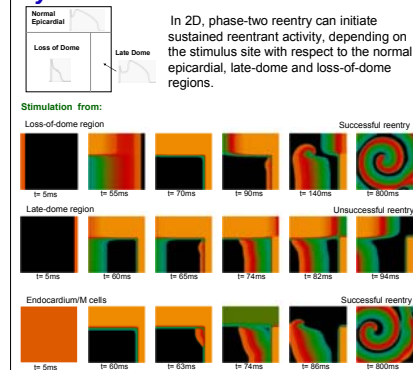 Normal
Epicardial
Loss of Dome
Late Dome
In 2D, phase-two reentry can initiate
sustained reentrant activity, depending on
the stimulus site with respect to the normal
epicardial, late-dome and loss-of-dome
regions.
Stimulation from:
Loss-of-dome region
Successful reentry
t= 5ms
t= 55ms
t= 70ms
t= 90ms
t= 140ms
t= 800ms
Late-dome region
Unsuccessful reentry
t= 5ms
t= 60ms
t= 65ms
t= 74ms
t= 82ms
t= 94ms
Endocardium/M cells
Successful reentry
t= 5ms
t= 60ms
t= 63ms
t= 74ms
t= 86ms
t= 800ms